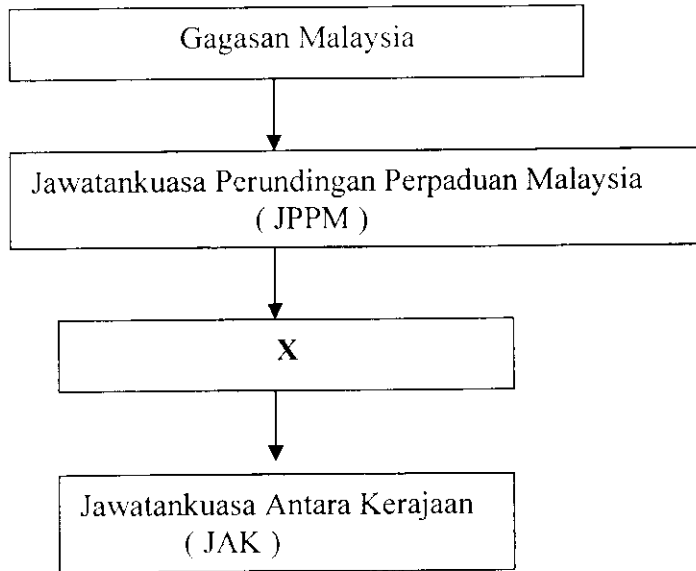 Gagasan Malaysia
Jawatankuasa Perundingan Perpaduan Malaysia
( JPPM )
X
Jawatankuasa Antara Kerajaan
( JAK )